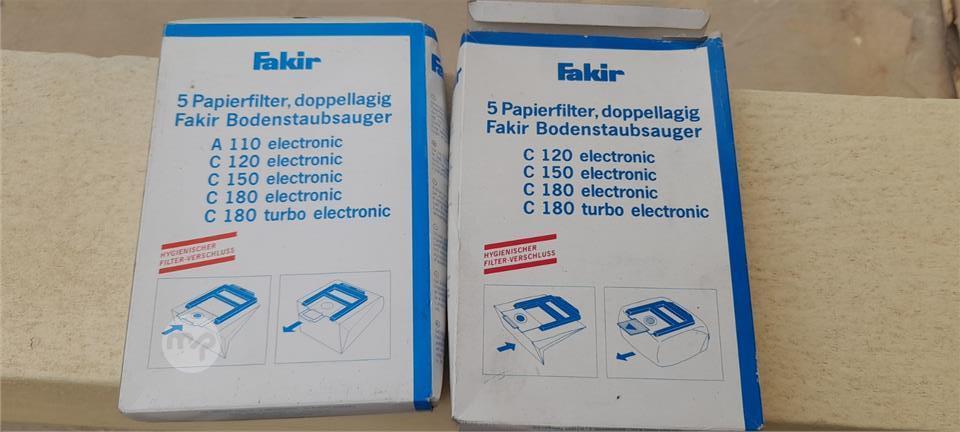 Fakir
5 Papierfilter, doppellagig
Fakir Bodenstaubsauger
A 110 electronic
C 120 electronic
C 150 electronic
C 180 electronic
C 180 turbo electronic
HYGIENISCHER
FILTER-VERSCHLUSS
mp
Fakir
5 Papierfilter, doppellagig
Fakir Bodenstaubsauger
C 120 electronic
C 150 electronic
C 180 electronic
C 180 turbo electronic
HYGIENISCHER
FILTER-VERSCHLUSS